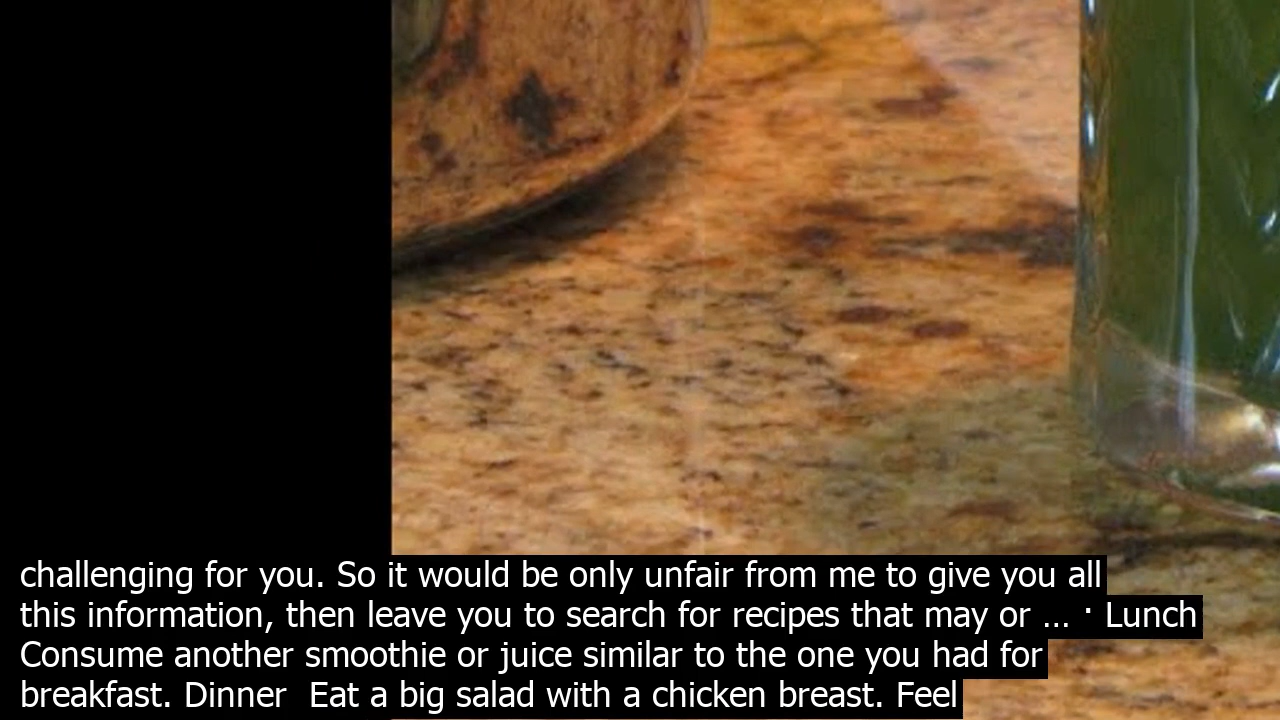 challenging for you. So it would be only unfair from me to give you all
this information, then leave you to search for recipes that may or ... · Lunch
Consume another smoothie or juice similar to the one you had for
breakfast. Dinner  Eat a big salad with a chicken breast. Feel